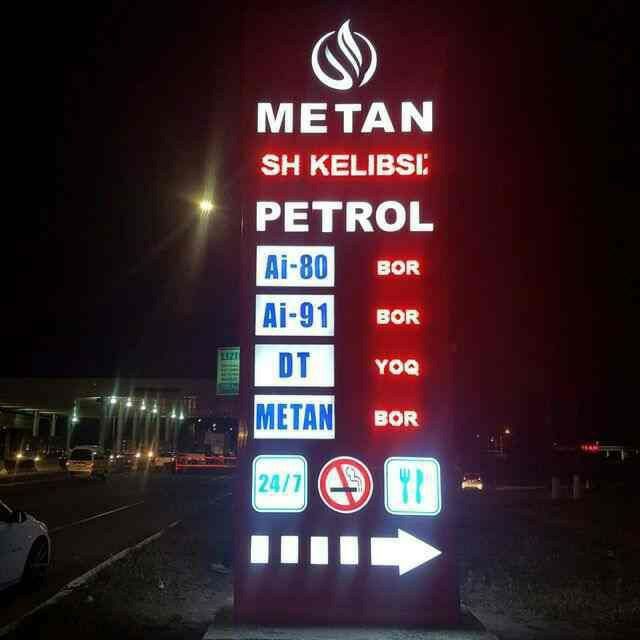 METAN
SH KELIBSI
PETROL
Ai-80 BOR
Ai-91 BOR
DT YOQ
METAN BOR
24/7